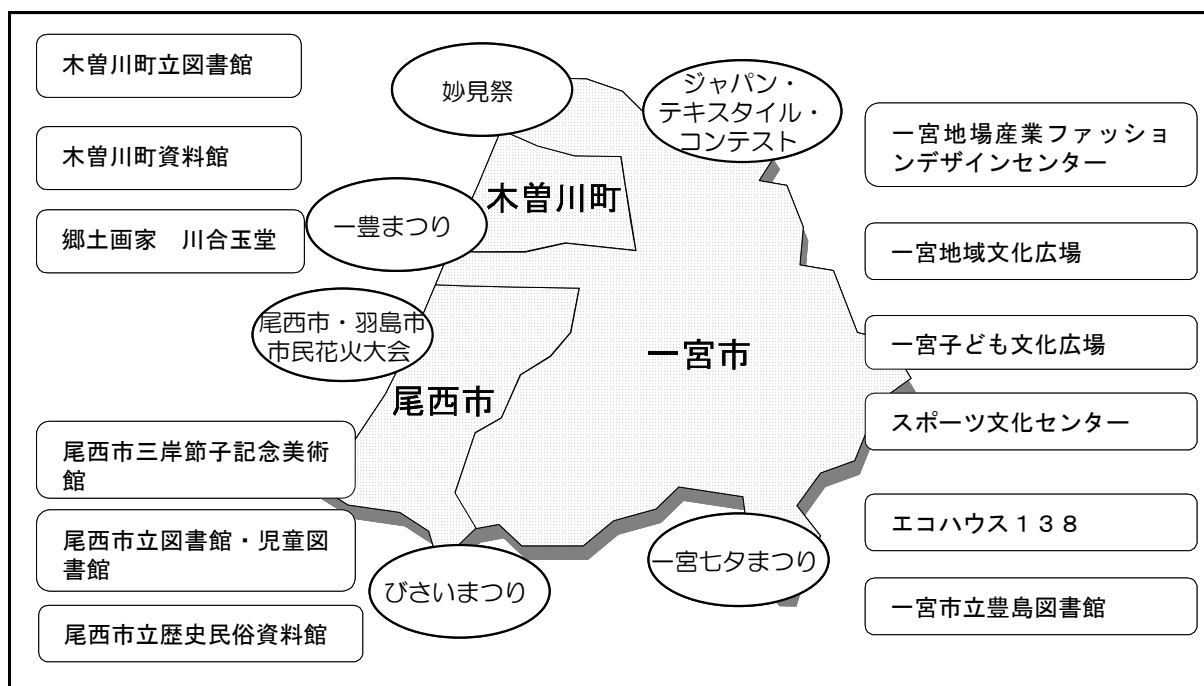 木曽川町立図書館
木曽川町資料館
郷土画家　川合玉堂
妙見祭
ジャパン・
テキスタイル・
コンテスト
木曽川町
一豊まつり
尾西市・羽島市
市民花火大会
一宮市
尾西市
一宮地場産業ファッショ
ンデザインセンター
一宮地域文化広場
一宮子ども文化広場
スポーツ文化センター
エコハウス１３８
一宮市立豊島図書館
尾西市三岸節子記念美術
館
尾西市立図書館・児童図
書館
尾西市立歴史民俗資料館
びさいまつり
一宮七夕まつり